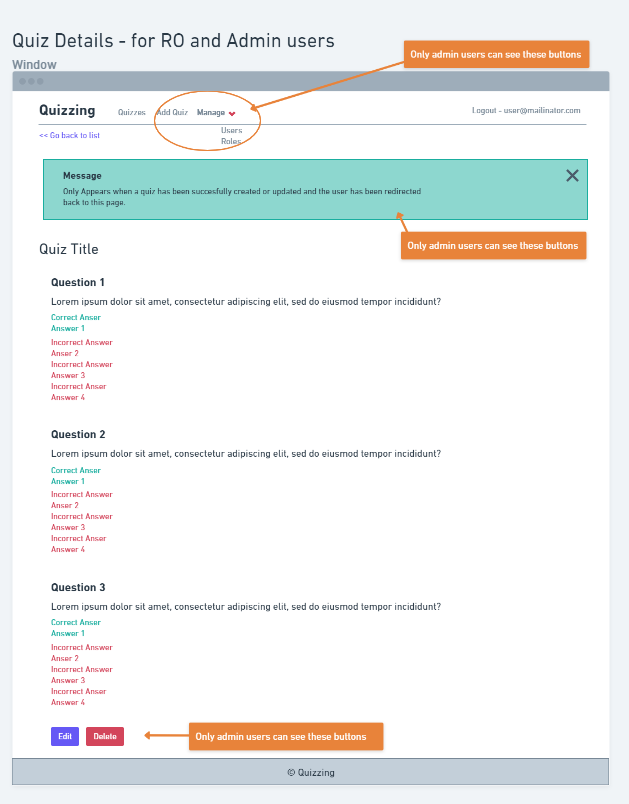 Quiz Details - for RO and Admin users
Only admin users can see these buttons
Window
Quizzing
Quizzes
Add Quiz
Manage
Logout - user@mailinator.com
Users
Roles
<< Go back to list
Message
Only Appears when a quiz has been succesfully created or updated and the user has been redirected
back to this page.
Only admin users can see these buttons
Quiz Title
Question 1
Lorem ipsum dolor sit amet, consectetur adipiscing elit, sed do eiusmod tempor incididunt?
Correct Anser
Answer 1
Incorrect Answer
Anser 2
Incorrect Answer
Answer 3
Incorrect Anser
Answer 4
Question 2
Lorem ipsum dolor sit amet, consectetur adipiscing elit, sed do eiusmod tempor incididunt?
Correct Anser
Answer 1
Incorrect Answer
Anser 2
Incorrect Answer
Answer 3
Incorrect Anser
Answer 4
Question 3
Lorem ipsum dolor sit amet, consectetur adipiscing elit, sed do eiusmod tempor incididunt?
Correct Anser
Answer 1
Incorrect Answer
Anser 2
Incorrect Answer
Answer 3
Incorrect Anser
Answer 4
Edit
Delete
Only admin users can see these buttons
© Quizzing